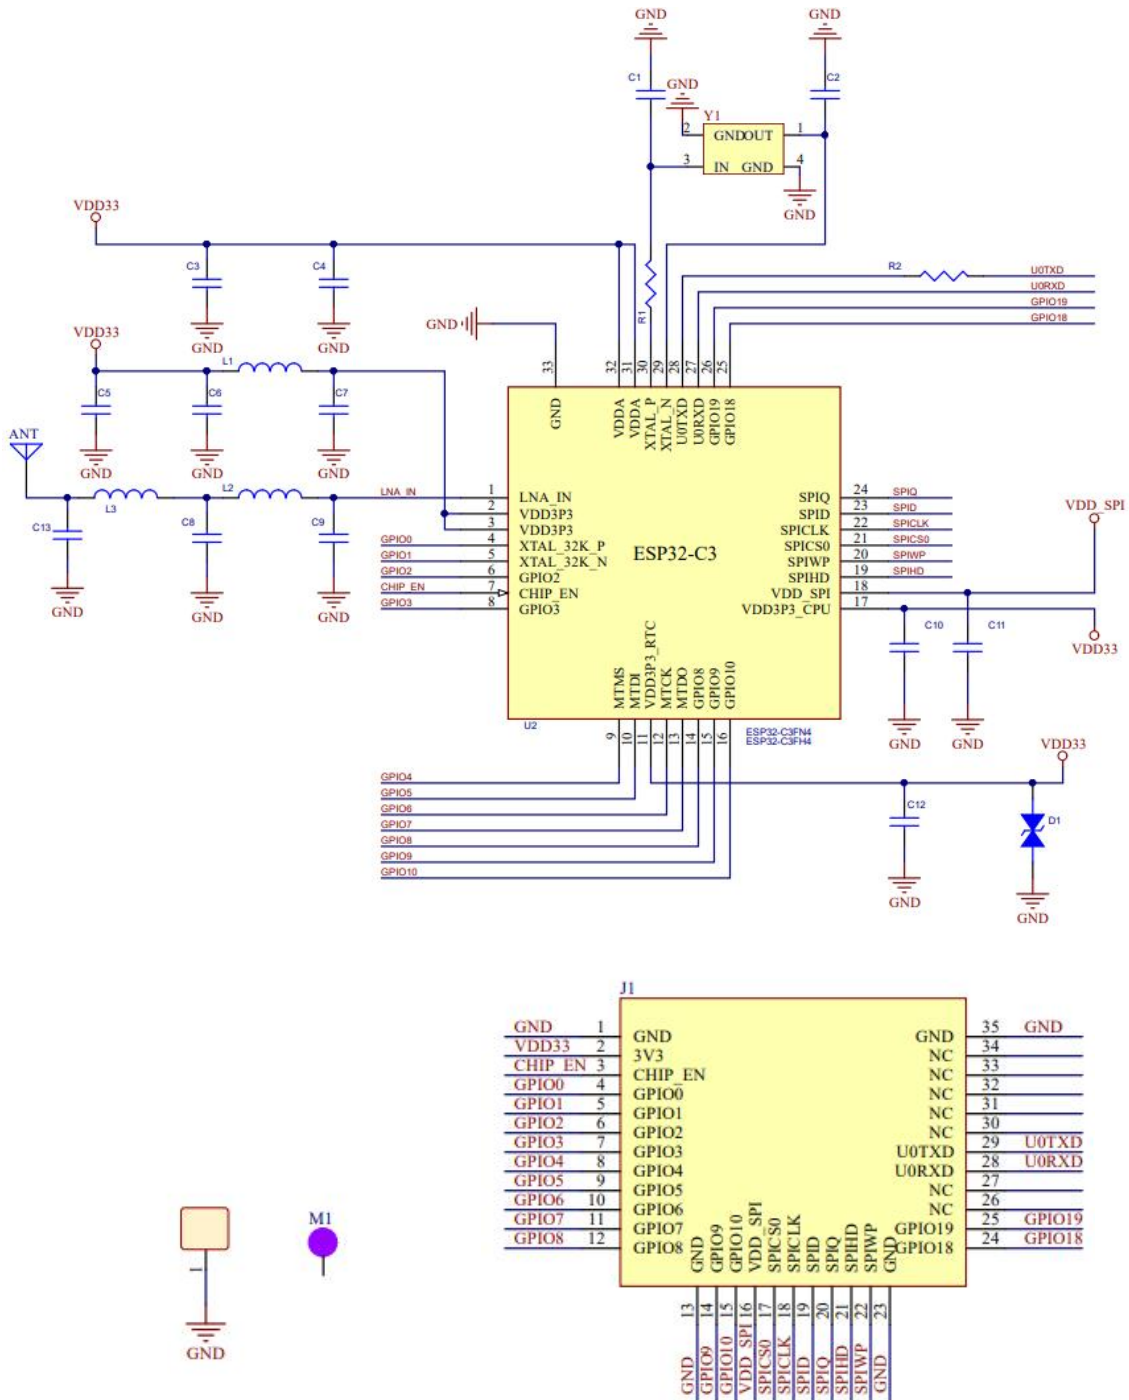 GND
GND
C1
C2
Y1
2 GND OUT 1
3 IN GND 4
GND
VDD33
C3
C4
GND
GND
R2
U0TXD
U0RXD
GPIO19
GPIO18
GND
R1
VDD33
L1
C5
C6
C7
GND
GND
GND
33 32 31 30 29 28 27 26 25
GND VDDA VDDA XTAL_P XTAL_N U0TXD U0RXD GPIO19 GPIO18
ANT
L3
L2
C13
C8
C9
GND
GND
GND
LNA_IN 1 LNA_IN
2 VDD3P3
3 VDD3P3
GPIO0 4 XTAL_32K_P
GPIO1 5 XTAL_32K_N
GPIO2 6 GPIO2
CHIP_EN 7 CHIP_EN
GPIO3 8 GPIO3
ESP32-C3
SPIQ 24 SPIQ
SPID 23 SPID
SPICLK 22 SPICLK
SPICS0 21 SPICS0
SPIWP 20 SPIWP
SPIHD 19 SPIHD
VDD_SPI 18
VDD3P3_CPU 17
VDD_SPI
VDD33
C10
C11
GND
GND
MTMS MTDI VDD3P3_RTC MTCK MTDO GPIO8 GPIO9 GPIO10
U2
9 10 11 12 13 14 15 16
ESP32-C3FN4
ESP32-C3FH4
GPIO4
GPIO5
GPIO6
GPIO7
GPIO8
GPIO9
GPIO10
VDD33
C12
D1
GND
GND
J1
GND 1 GND
VDD33 2 3V3
CHIP_EN 3 CHIP_EN
GPIO0 4 GPIO0
GPIO1 5 GPIO1
GPIO2 6 GPIO2
GPIO3 7 GPIO3
GPIO4 8 GPIO4
GPIO5 9 GPIO5
GPIO6 10 GPIO6
GPIO7 11 GPIO7
GPIO8 12 GPIO8
GND 35 GND
NC 34
NC 33
NC 32
NC 31
NC 30
U0TXD 29 U0TXD
U0RXD 28 U0RXD
NC 27
NC 26
GPIO19 25 GPIO19
GPIO18 24 GPIO18
GND GPIO9 GPIO10 VDD_SPI SPICS0 SPICLK SPID SPIQ SPIHD SPIWP GND
13 14 15 16 17 18 19 20 21 22 23
GND GPIO9 GPIO10 VDD_SPI SPICS0 SPICLK SPID SPIQ SPIHD SPIWP GND
1
GND
M1